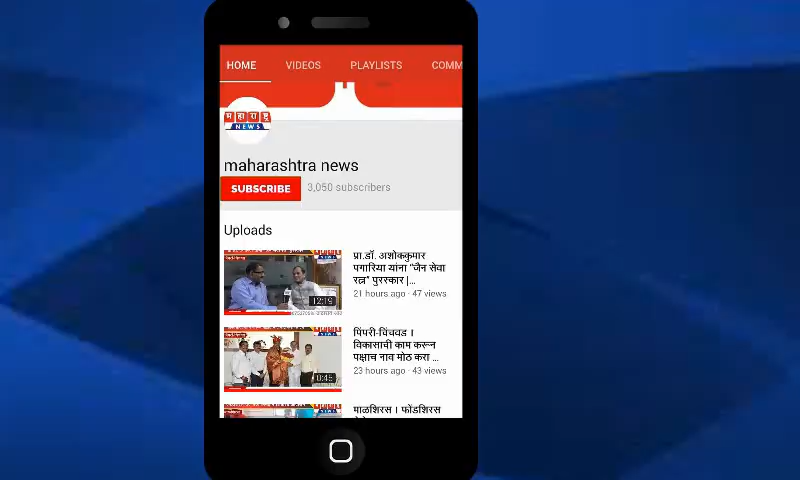 HOME VIDEOS PLAYLISTS COMM
म हा रा ष्ट्र
NEWS
maharashtra news
SUBSCRIBE 3,050 subscribers
Uploads
प्रा.डॉ. अशोककुमार
पगारिया यांना "जैन सेवा
रत्न" पुरस्कार |...
21 hours ago · 47 views
12:19
पिंपरी-पिंचवड ।
विकासाची काम करून
पक्षाच नाव मोठ करा ...
23 hours ago · 43 views
0:45
माळशिरस । फोंडशिरस